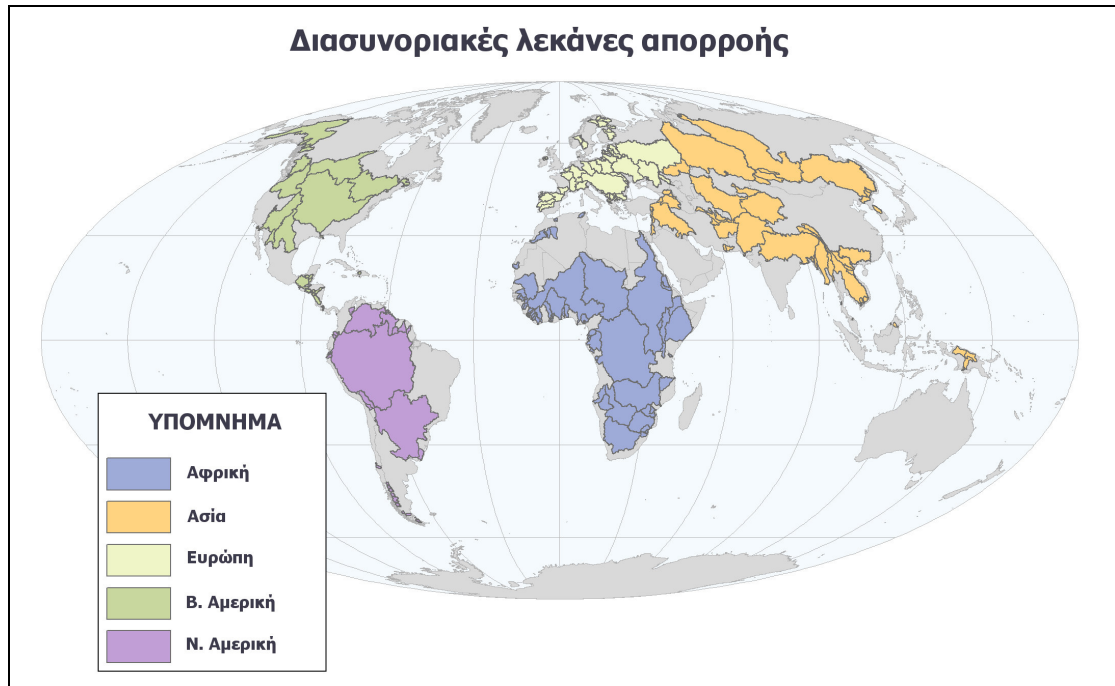 Διασυνοριακές λεκάνες απορροής
ΥΠΟΜΝΗΜΑ
Αφρική
Ασία
Ευρώπη
Β. Αμερική
Ν. Αμερική